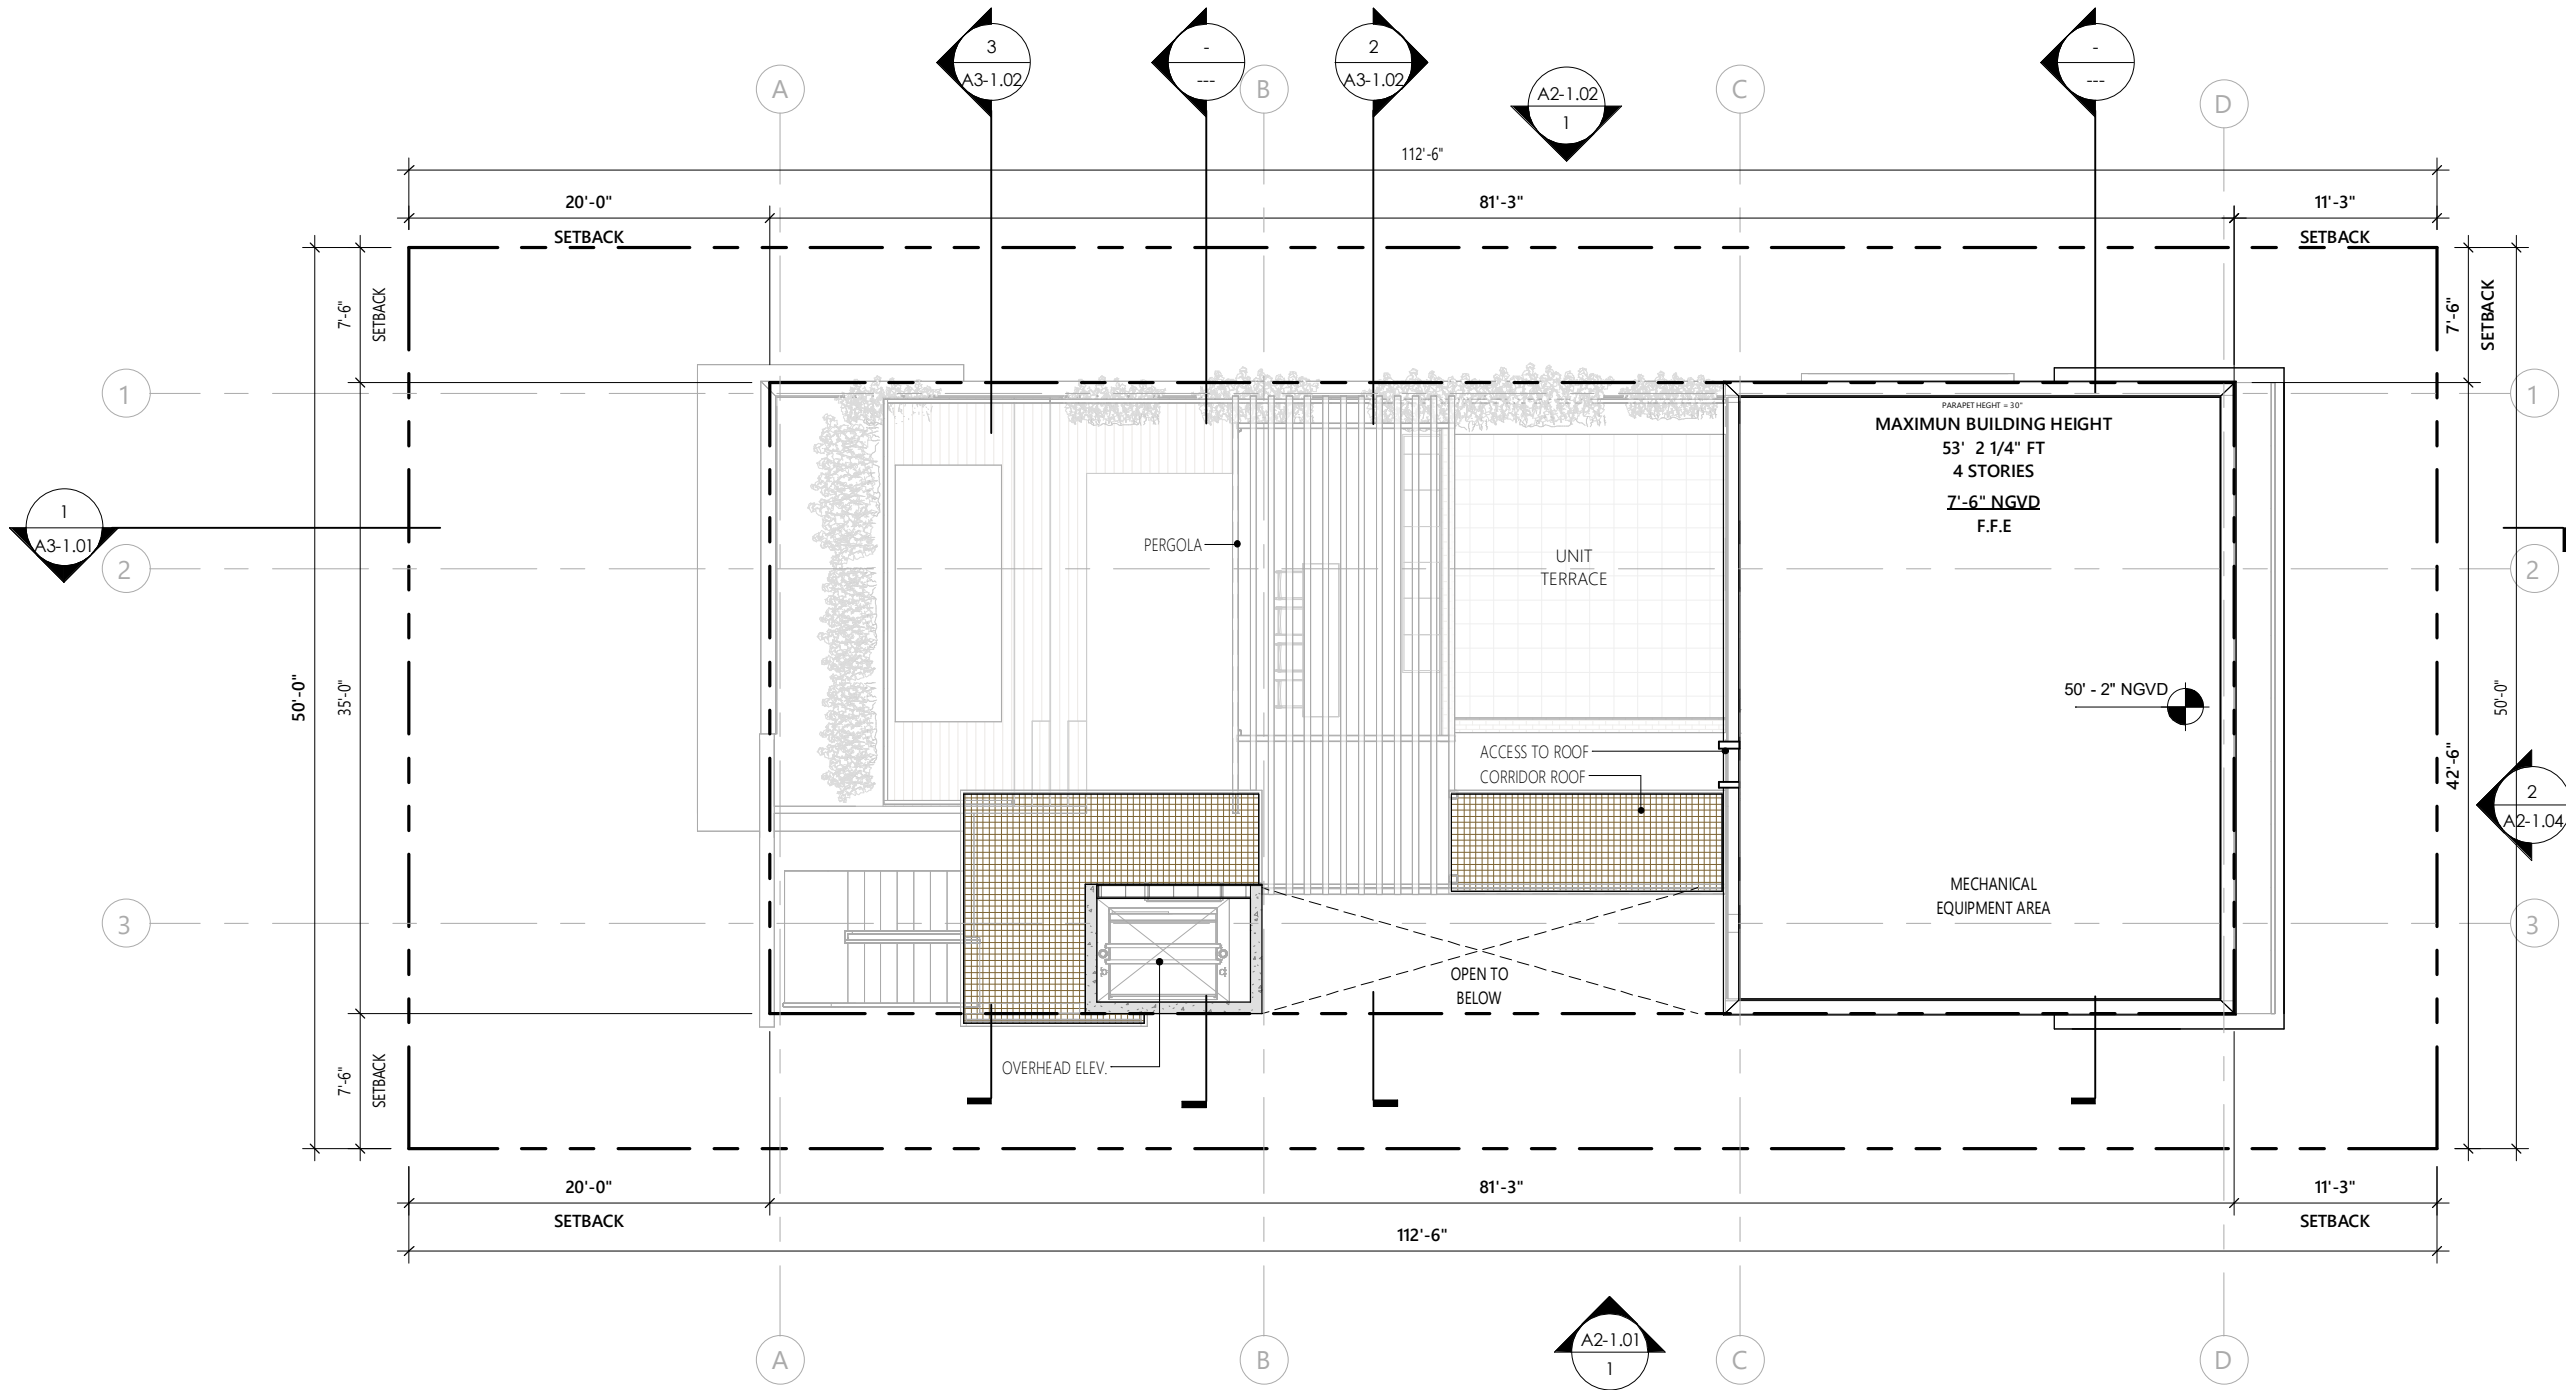 3
A3-1.02
-
---
2
A3-1.02
-
---
A
B
C
D
A2-1.02
1
112'-6"
20'-0"
81'-3"
11'-3"
SETBACK
SETBACK
7'-6"
SETBACK
7'-6"
SETBACK
1
1
PARAPET HEIGHT = 30"
MAXIMUN BUILDING HEIGHT
53' 2 1/4" FT
4 STORIES
7'-6" NGVD
F.F.E
1
A3-1.01
PERGOLA
UNIT
TERRACE
2
2
50'-0"
35'-0"
50' - 2" NGVD
50'-0"
42'-6"
ACCESS TO ROOF
CORRIDOR ROOF
2
A2-1.04
MECHANICAL
EQUIPMENT AREA
3
3
OPEN TO
BELOW
OVERHEAD ELEV.
7'-6"
SETBACK
20'-0"
81'-3"
11'-3"
SETBACK
SETBACK
112'-6"
A2-1.01
1
A
B
C
D